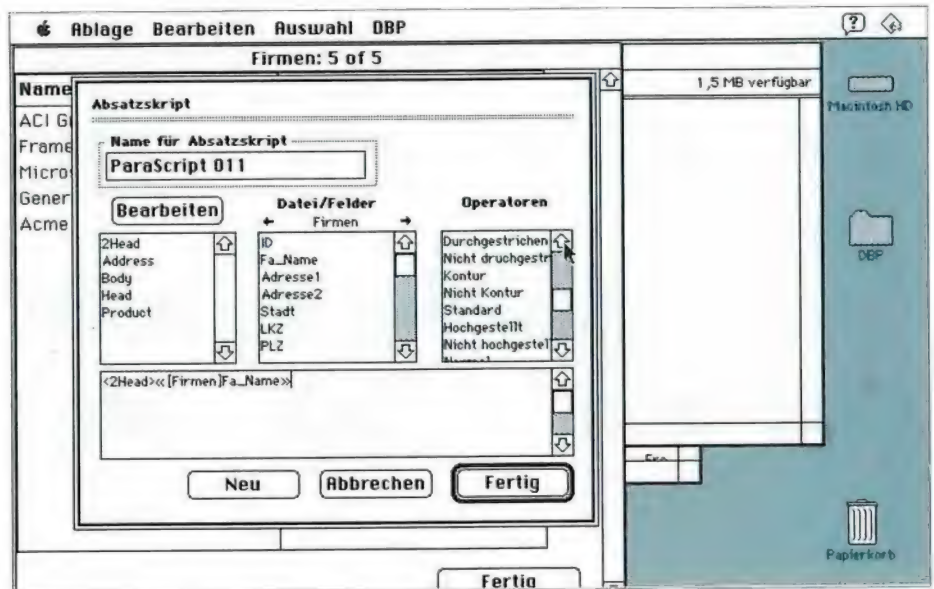 Ablage Bearbeiten Auswahl DBP
Firmen: 5 of 5
1,5 MB verfügbar
Macintosh HD
Name
ACI
Frame
Micros
Gener
Acme
Absatzskript
Name für Absatzskript
ParaScript 011
Bearbeiten
Datei/Felder
← Firmen →
Operatoren
2Head
Address
Body
Head
Product
ID
Fa_Name
Adresse1
Adresse2
Stadt
LKZ
PLZ
Durchgestrichen
Nicht druchgestr
Kontur
Nicht Kontur
Standard
Hochgestellt
Nicht hochgestel
DBP
<2Head>«[Firmen]Fa_Name»
Neu
Abbrechen
Fertig
Papierkorb
Fertig